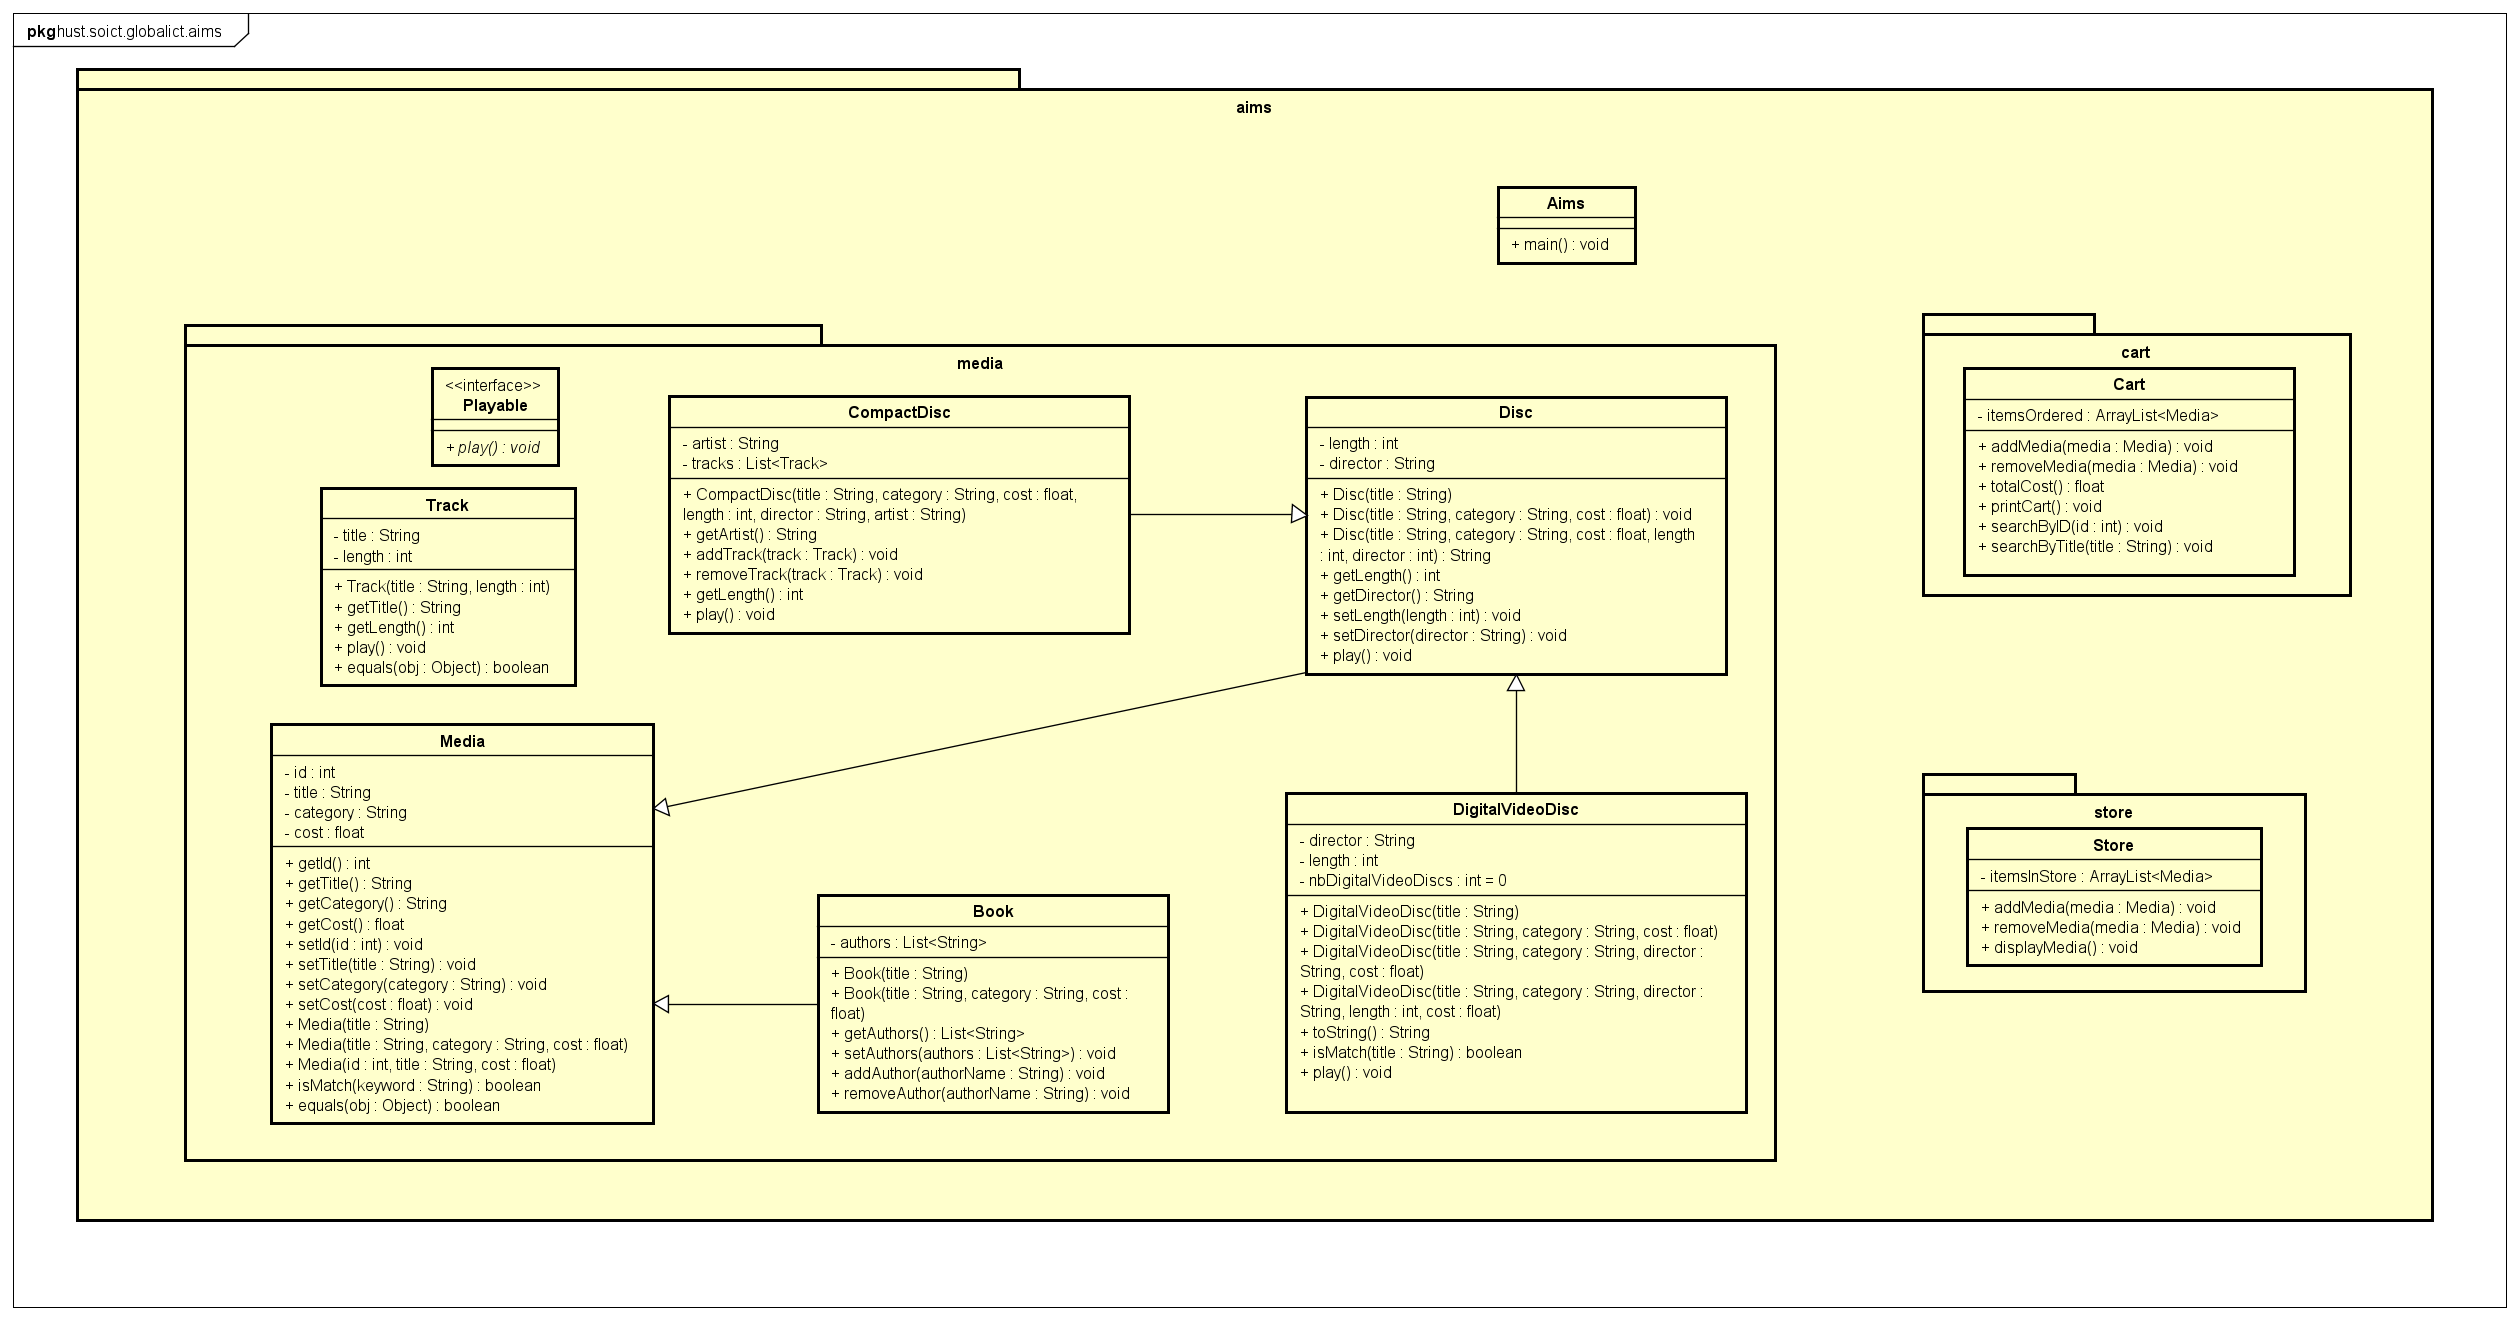 pkghust.soict.globalict.aims
aims
Aims
+ main() : void
media
<<interface>>
Playable
+ play() : void
Track
- title : String
- length : int
+ Track(title : String, length : int)
+ getTitle() : String
+ getLength() : int
+ play() : void
+ equals(obj : Object) : boolean
CompactDisc
- artist : String
- tracks : List<Track>
+ CompactDisc(title : String, category : String, cost : float,
length : int, director : String, artist : String)
+ getArtist() : String
+ addTrack(track : Track) : void
+ removeTrack(track : Track) : void
+ getLength() : int
+ play() : void
Disc
- length : int
- director : String
+ Disc(title : String)
+ Disc(title : String, category : String, cost : float) : void
+ Disc(title : String, category : String, cost : float, length
: int, director : int) : String
+ getLength() : int
+ getDirector() : String
+ setLength(length : int) : void
+ setDirector(director : String) : void
+ play() : void
Media
- id : int
- title : String
- category : String
- cost : float
+ getId() : int
+ getTitle() : String
+ getCategory() : String
+ getCost() : float
+ setId(id : int) : void
+ setTitle(title : String) : void
+ setCategory(category : String) : void
+ setCost(cost : float) : void
+ Media(title : String)
+ Media(title : String, category : String, cost : float)
+ Media(id : int, title : String, cost : float)
+ isMatch(keyword : String) : boolean
+ equals(obj : Object) : boolean
Book
- authors : List<String>
+ Book(title : String)
+ Book(title : String, category : String, cost :
float)
+ getAuthors() : List<String>
+ setAuthors(authors : List<String>) : void
+ addAuthor(authorName : String) : void
+ removeAuthor(authorName : String) : void
DigitalVideoDisc
- director : String
- length : int
- nbDigitalVideoDiscs : int = 0
+ DigitalVideoDisc(title : String)
+ DigitalVideoDisc(title : String, category : String, cost : float)
+ DigitalVideoDisc(title : String, category : String, director :
String, cost : float)
+ DigitalVideoDisc(title : String, category : String, director :
String, length : int, cost : float)
+ toString() : String
+ isMatch(title : String) : boolean
+ play() : void
cart
Cart
- itemsOrdered : ArrayList<Media>
+ addMedia(media : Media) : void
+ removeMedia(media : Media) : void
+ totalCost() : float
+ printCart() : void
+ searchByID(id : int) : void
+ searchByTitle(title : String) : void
store
Store
- itemsInStore : ArrayList<Media>
+ addMedia(media : Media) : void
+ removeMedia(media : Media) : void
+ displayMedia() : void